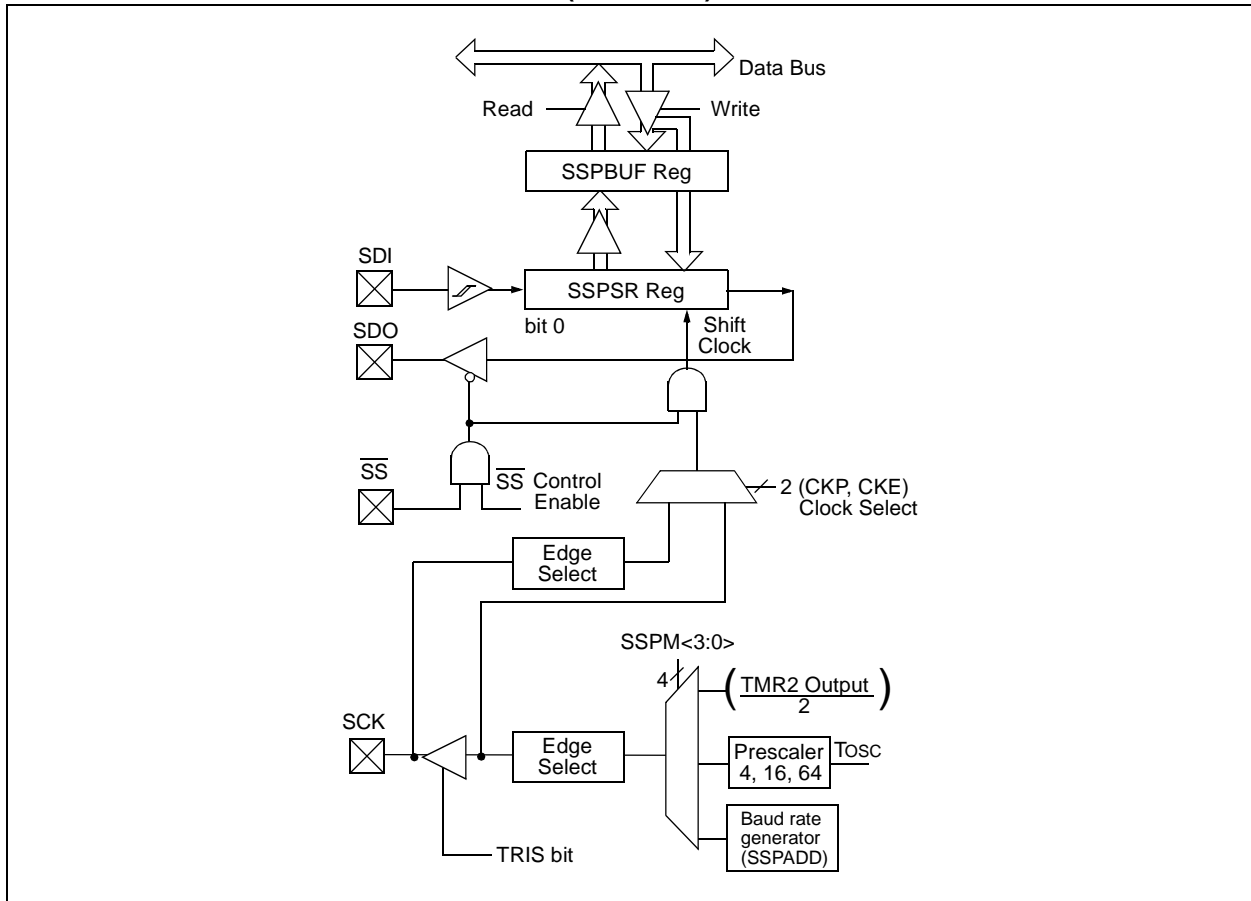 Data Bus
Read
Write
SSPBUF Reg
SDI
SSPSR Reg
bit 0
Shift
Clock
SDO
SS
SS Control
Enable
2 (CKP, CKE)
Clock Select
Edge
Select
SSPM<3:0>
4
(TMR2 Output)
2
SCK
Edge
Select
Prescaler
4, 16, 64
TOSC
Baud rate
generator
(SSPADD)
TRIS bit